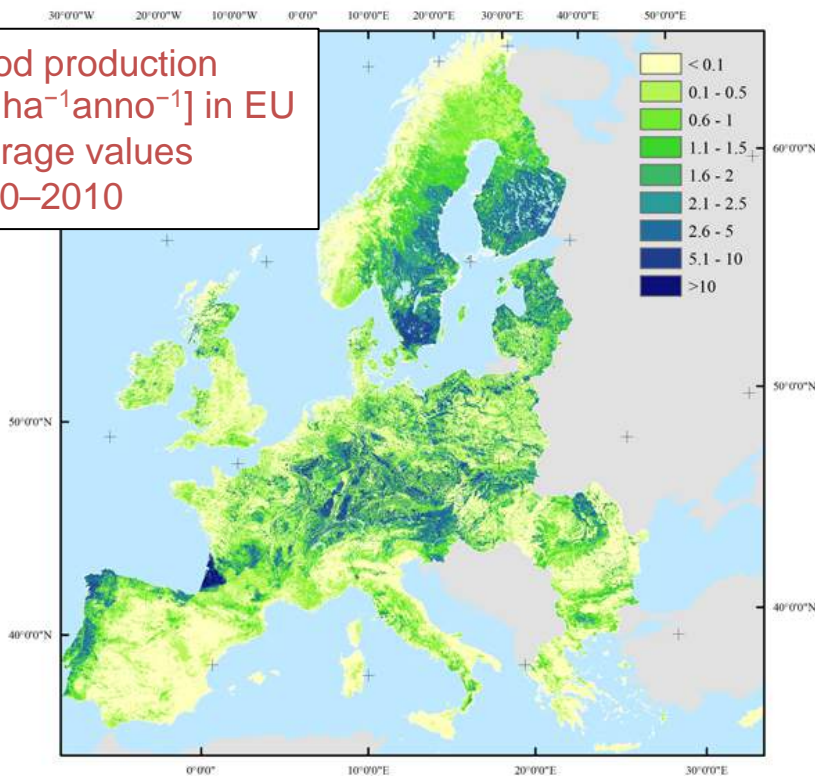 30°0'0"W 20°0'0"W 10°0'0"W 0°0'0" 10°0'0"E 20°0'0"E 30°0'0"E 40°0'0"E 50°0'0"E
od production
ha⁻¹anno⁻¹] in EU
rage values
0–2010
< 0.1
0.1 - 0.5
0.6 - 1
1.1 - 1.5
1.6 - 2
2.1 - 2.5
2.6 - 5
5.1 - 10
>10
60°0'0"N
50°0'0"N 50°0'0"N
40°0'0"N 40°0'0"N
0°0'0" 10°0'0"E 20°0'0"E 30°0'0"E